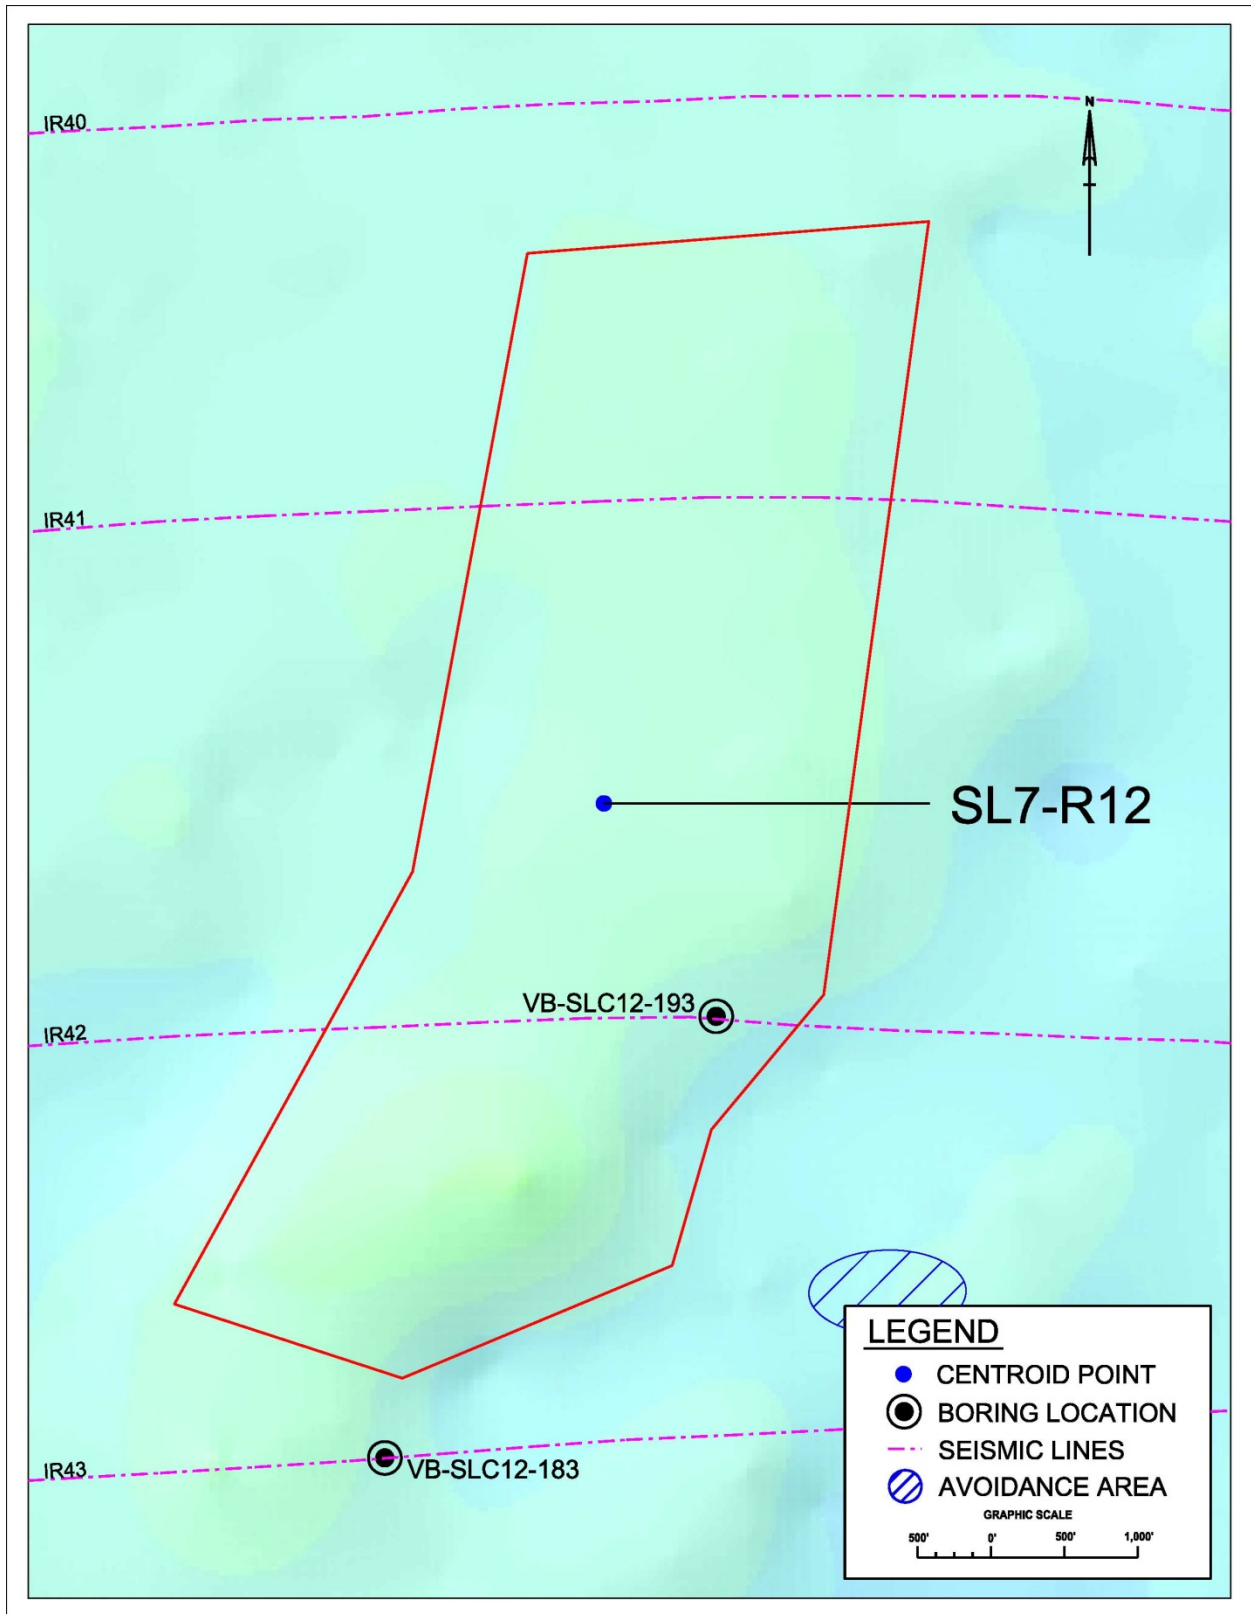 IR40
N
IR41
SL7-R12
VB-SLC12-193
IR42
LEGEND
CENTROID POINT
BORING LOCATION
SEISMIC LINES
AVOIDANCE AREA
GRAPHIC SCALE
500' 0' 500' 1,000'
IR43
VB-SLC12-183